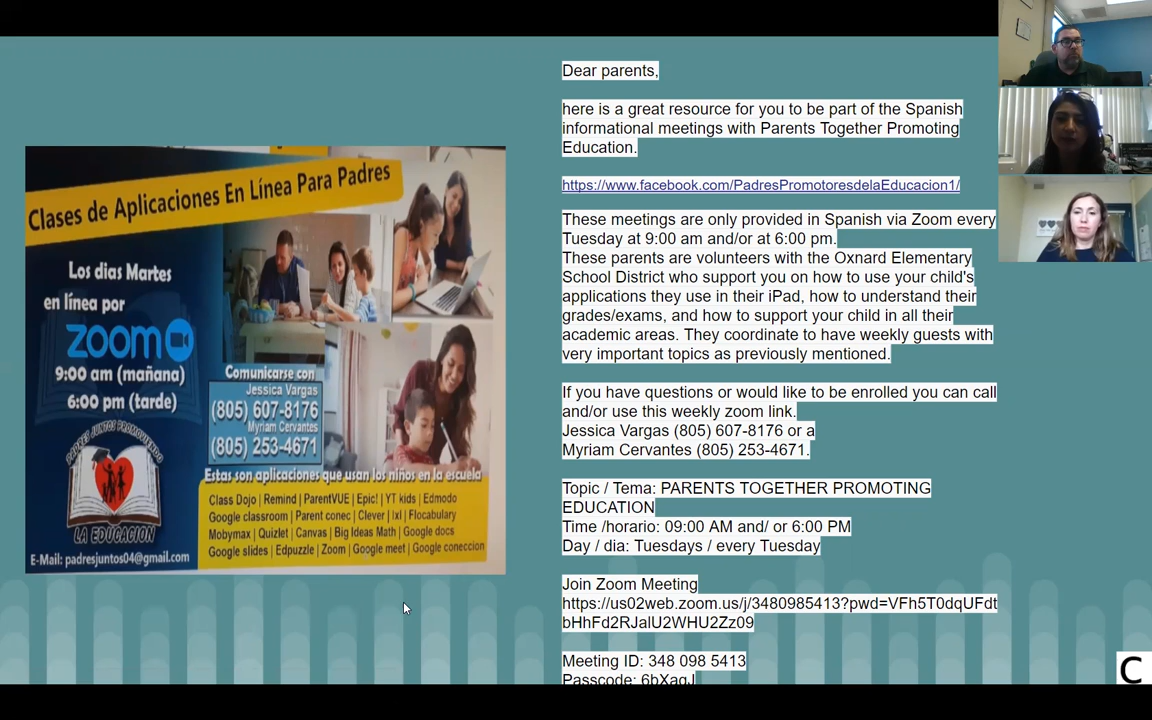 Clases de Aplicaciones En Línea Para Padres
Los dias Martes
en línea por
zoom
9:00 am (mañana)
6:00 pm (tarde)
PADRES JUNTOS PROMOVIENDO
LA EDUCACION
E-Mail: padresjuntos04@gmail.com
Comunicarse con
Jessica Vargas
(805) 607-8176
Myriam Cervantes
(805) 253-4671
Estas son aplicaciones que usan los niños en la escuela
Class Dojo | Remind | ParentVUE | Epic! | YT kids | Edmodo
Google classroom | Parent conec | Clever | Ixl | Flocabulary
Mobymax | Quizlet | Canvas | Big Ideas Math | Google docs
Google slides | Edpuzzle | Zoom | Google meet | Google coneccion
Dear parents,
here is a great resource for you to be part of the Spanish
informational meetings with Parents Together Promoting
Education.
https://www.facebook.com/PadresPromotoresdelaEducacion1/
These meetings are only provided in Spanish via Zoom every
Tuesday at 9:00 am and/or at 6:00 pm.
These parents are volunteers with the Oxnard Elementary
School District who support you on how to use your child's
applications they use in their iPad, how to understand their
grades/exams, and how to support your child in all their
academic areas. They coordinate to have weekly guests with
very important topics as previously mentioned.
If you have questions or would like to be enrolled you can call
and/or use this weekly zoom link.
Jessica Vargas (805) 607-8176 or a
Myriam Cervantes (805) 253-4671.
Topic / Tema: PARENTS TOGETHER PROMOTING
EDUCATION
Time /horario: 09:00 AM and/ or 6:00 PM
Day / dia: Tuesdays / every Tuesday
Join Zoom Meeting
https://us02web.zoom.us/j/3480985413?pwd=VFh5T0dqUFdt
bHhFd2RJalU2WHU2Zz09
Meeting ID: 348 098 5413
Passcode: 6bXaqJ
C